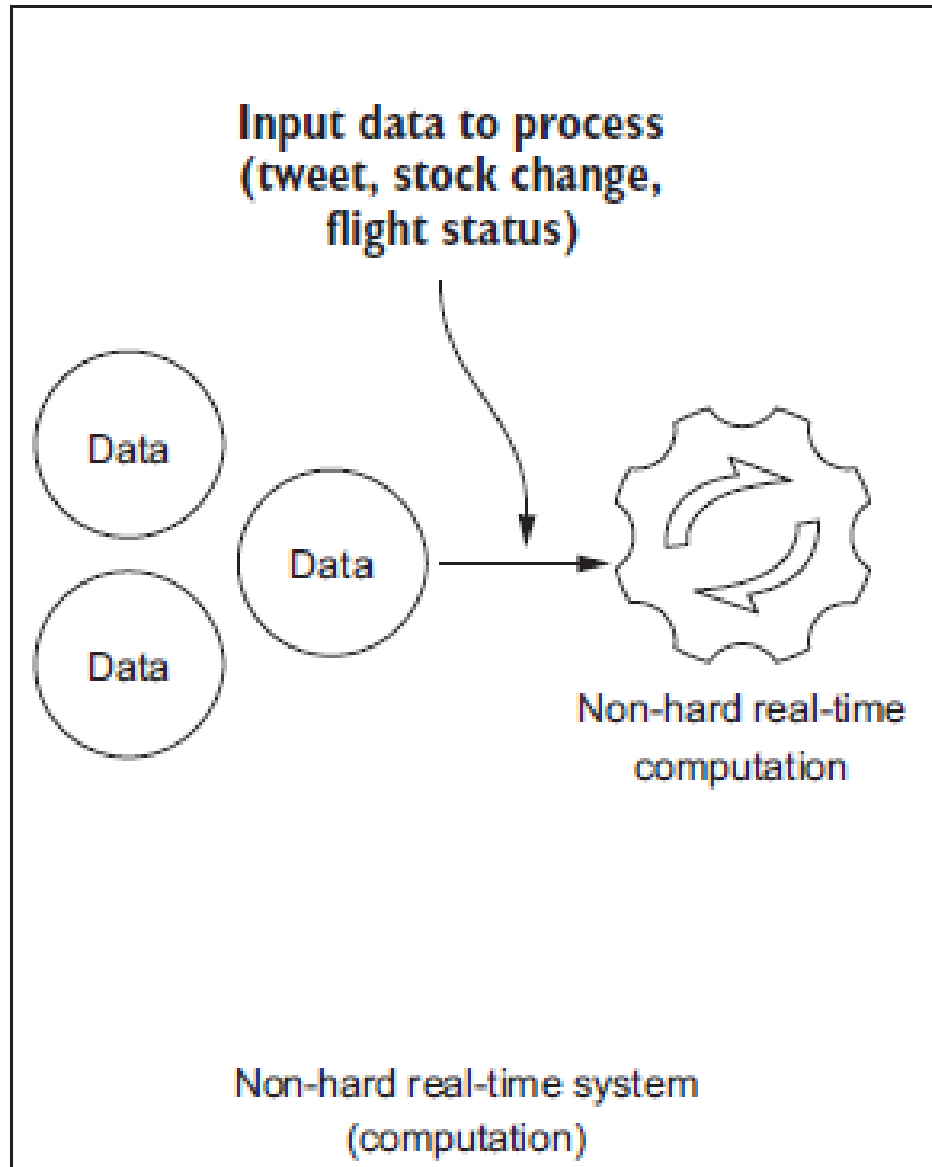 Input data to process
(tweet, stock change,
flight status)
Data
Data
Data
Non-hard real-time
computation
Non-hard real-time system
(computation)